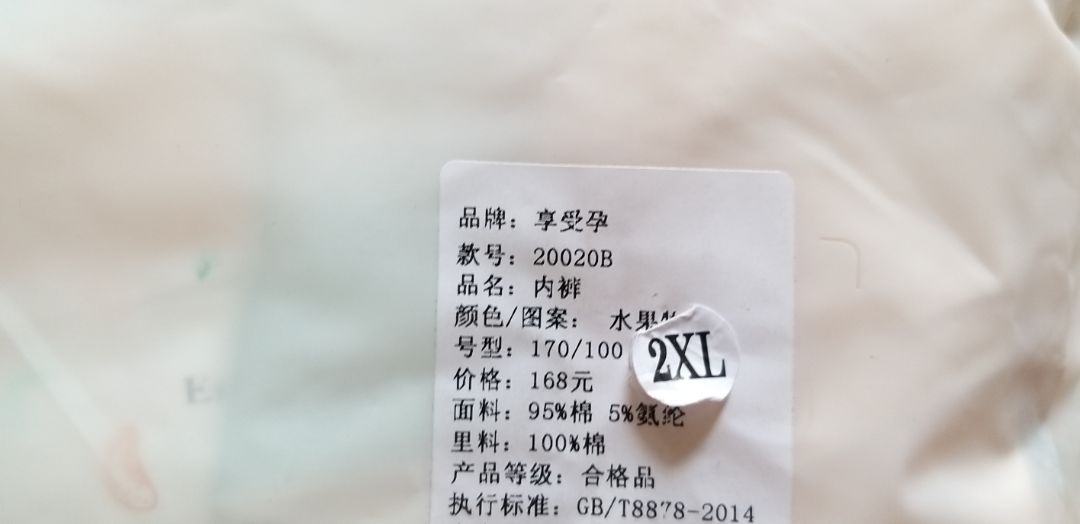 品牌：享受孕
款号：20020B
品名：内裤
颜色/图案： 水果
号型：170/100
2XL
价格：168元
面料：95%棉 5%氨纶
里料：100%棉
产品等级：合格品
执行标准：GB/T8878-2014